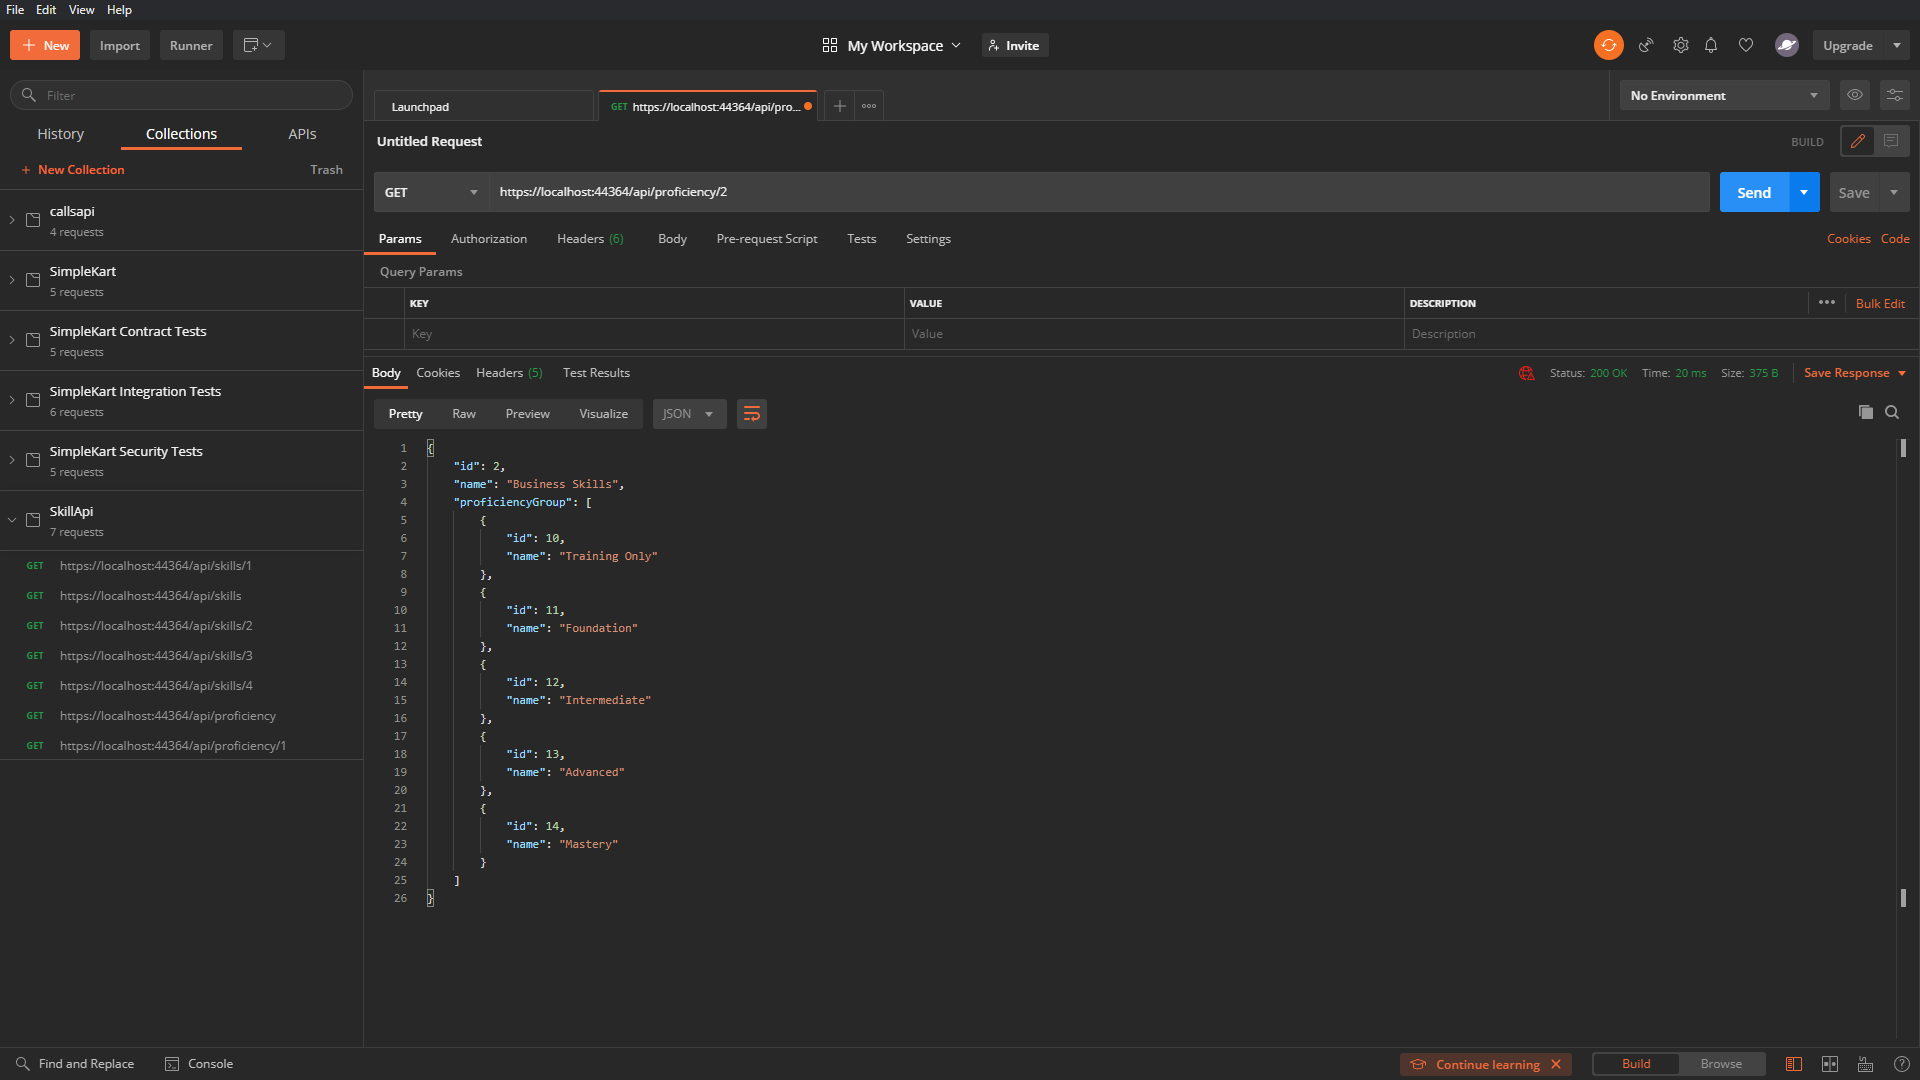 File Edit View Help
New Import Runner My Workspace Invite Upgrade
Filter
History Collections APIs
New Collection Trash
callsapi
4 requests
SimpleKart
5 requests
SimpleKart Contract Tests
5 requests
SimpleKart Integration Tests
6 requests
SimpleKart Security Tests
5 requests
SkillApi
7 requests
GET https://localhost:44364/api/skills/1
GET https://localhost:44364/api/skills
GET https://localhost:44364/api/skills/2
GET https://localhost:44364/api/skills/3
GET https://localhost:44364/api/skills/4
GET https://localhost:44364/api/proficiency
GET https://localhost:44364/api/proficiency/1
Launchpad GET https://localhost:44364/api/pro... No Environment
Untitled Request BUILD
GET https://localhost:44364/api/proficiency/2 Send Save
Params Authorization Headers (6) Body Pre-request Script Tests Settings Cookies Code
Query Params
KEY VALUE DESCRIPTION ••• Bulk Edit
Key Value Description
Body Cookies Headers (5) Test Results Status: 200 OK Time: 20 ms Size: 375 B Save Response
Pretty Raw Preview Visualize JSON
1 {
2 "id": 2,
3 "name": "Business Skills",
4 "proficiencyGroup": [
5 {
6 "id": 10,
7 "name": "Training Only"
8 },
9 {
10 "id": 11,
11 "name": "Foundation"
12 },
13 {
14 "id": 12,
15 "name": "Intermediate"
16 },
17 {
18 "id": 13,
19 "name": "Advanced"
20 },
21 {
22 "id": 14,
23 "name": "Mastery"
24 }
25 ]
26 }
Find and Replace Console Continue learning Build Browse